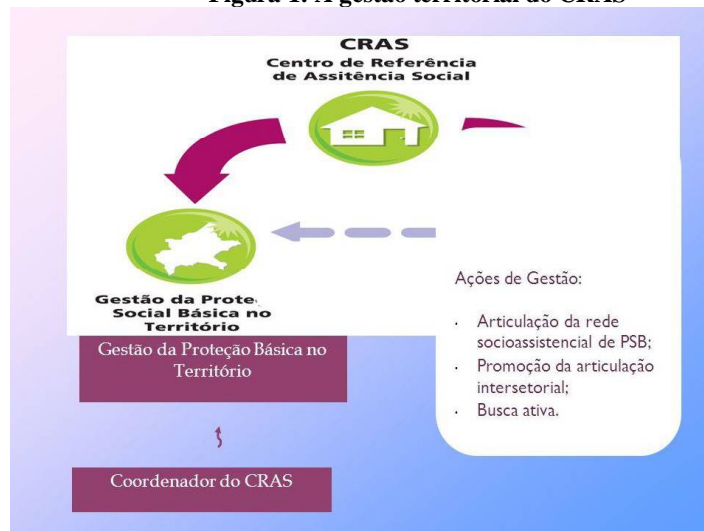 Figura 1: A gestão territorial do CRAS
CRAS
Centro de Referência
de Assitência Social
Gestão da Prote
Social Básica no
Território
Gestão da Proteção Básica no
Território
Coordenador do CRAS
Ações de Gestão:
· Articulação da rede
socioassistencial de PSB;
· Promoção da articulação
intersetorial;
· Busca ativa.